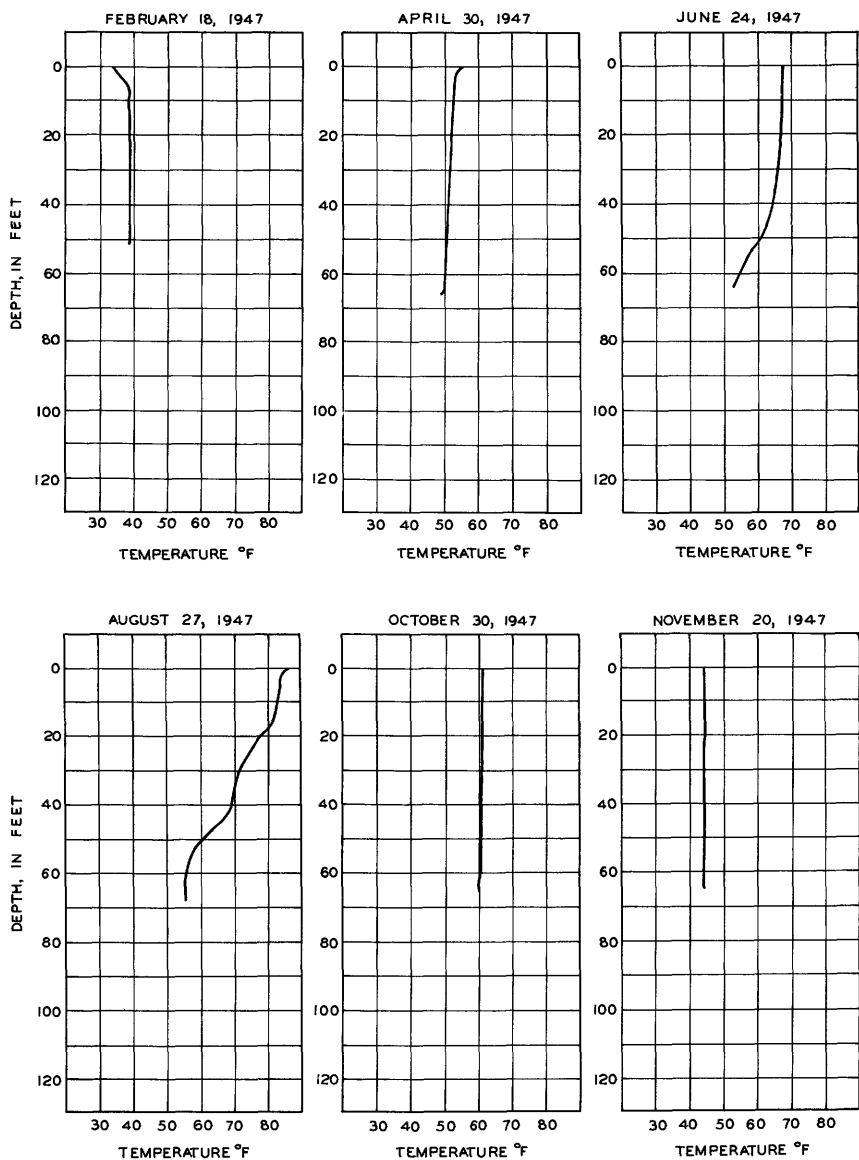 FEBRUARY 18, 1947
APRIL 30, 1947
JUNE 24, 1947
DEPTH, IN FEET
0
20
40
60
80
100
120
0
20
40
60
80
100
120
0
20
40
60
80
100
120
30 40 50 60 70 80
30 40 50 60 70 80
30 40 50 60 70 80
TEMPERATURE °F
TEMPERATURE °F
TEMPERATURE °F
AUGUST 27, 1947
OCTOBER 30, 1947
NOVEMBER 20, 1947
DEPTH, IN FEET
0
20
40
60
80
100
120
0
20
40
60
80
100
120
0
20
40
60
80
100
120
30 40 50 60 70 80
30 40 50 60 70 80
30 40 50 60 70 80
TEMPERATURE °F
TEMPERATURE °F
TEMPERATURE °F